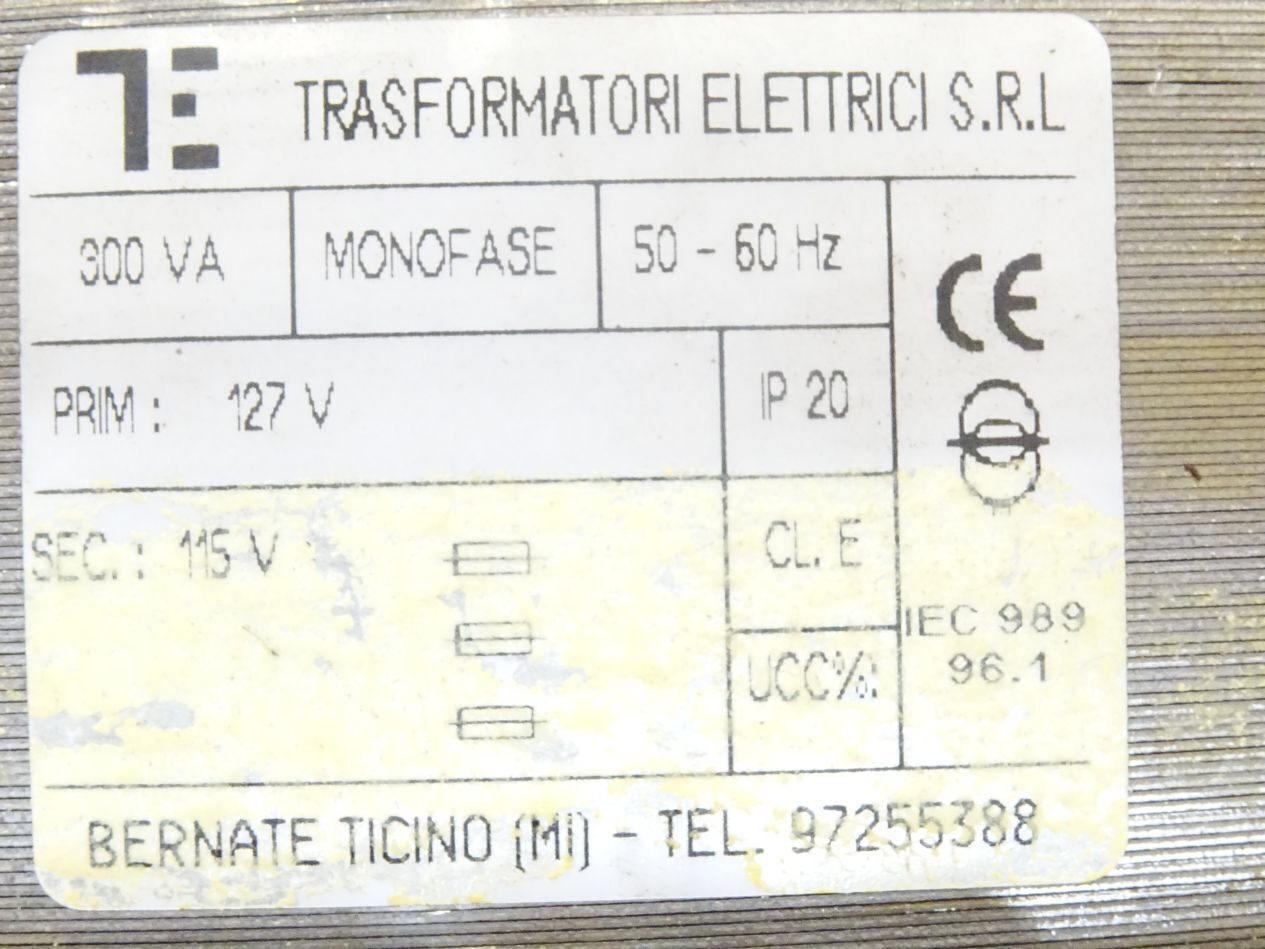 TE TRASFORMATORI ELETTRICI S.R.L
300 VA MONOFASE 50 - 60 Hz
CE
PRIM : 127 V IP 20
SEC. : 115 V CL. E
IEC 989
96.1
UCC%.
BERNATE TICINO (MI) - TEL. 97255388